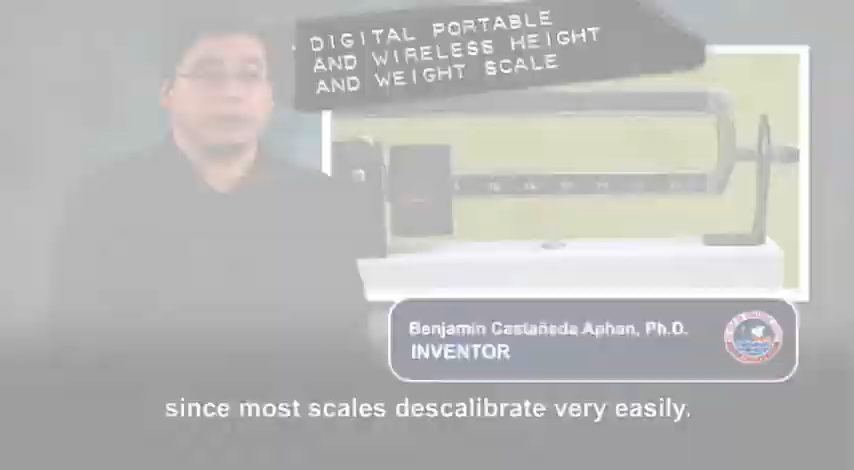 DIGITAL PORTABLE
AND WIRELESS HEIGHT
AND WEIGHT SCALE
Benjamin Castañeda Aphan, Ph.D.
INVENTOR
since most scales descalibrate very easily.